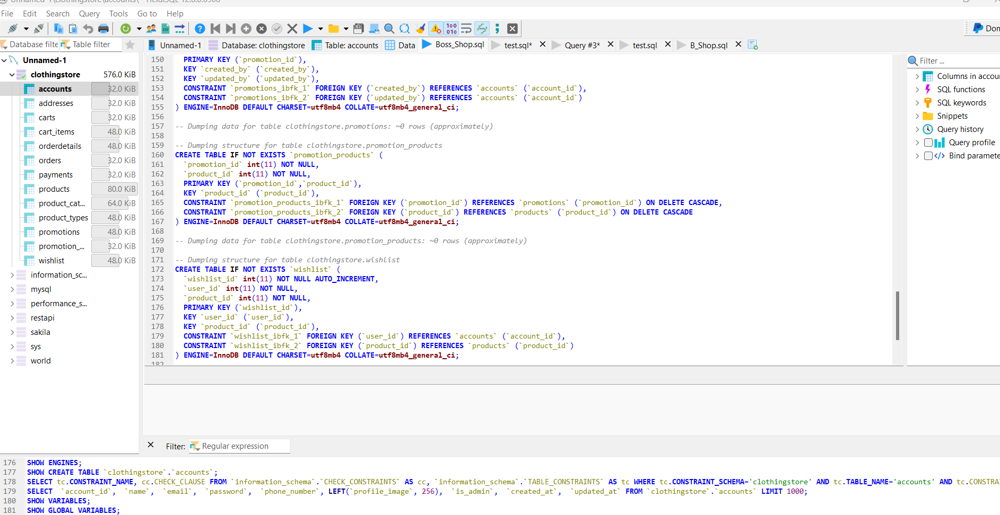 File Edit Search Query Tools Go to Help
Don
Database filte Table filter
Unnamed-1 Database: clothingstore Table: accounts Data Boss_Shop.sql test.sql* Query #3* test.sql B_Shop.sql
Unnamed-1
clothingstore 576.0 KiB
accounts 32.0 KiB
addresses 32.0 KiB
carts 32.0 KiB
cart_items 48.0 KiB
orderdetails 48.0 KiB
orders 32.0 KiB
payments 32.0 KiB
products 80.0 KiB
product_cat... 64.0 KiB
product_types 48.0 KiB
promotions 48.0 KiB
promotion_... 32.0 KiB
wishlist 48.0 KiB
information_sc...
mysql
performance_s...
restapi
sakila
sys
world
150 PRIMARY KEY (`promotion_id`),
151 KEY `created_by` (`created_by`),
152 KEY `updated_by` (`updated_by`),
153 CONSTRAINT `promotions_ibfk_1` FOREIGN KEY (`created_by`) REFERENCES `accounts` (`account_id`),
154 CONSTRAINT `promotions_ibfk_2` FOREIGN KEY (`updated_by`) REFERENCES `accounts` (`account_id`)
155 ) ENGINE=InnoDB DEFAULT CHARSET=utf8mb4 COLLATE=utf8mb4_general_ci;
156
157 -- Dumping data for table clothingstore.promotions: ~0 rows (approximately)
158
159 -- Dumping structure for table clothingstore.promotion_products
160 CREATE TABLE IF NOT EXISTS `promotion_products` (
161 `promotion_id` int(11) NOT NULL,
162 `product_id` int(11) NOT NULL,
163 PRIMARY KEY (`promotion_id`,`product_id`),
164 KEY `product_id` (`product_id`),
165 CONSTRAINT `promotion_products_ibfk_1` FOREIGN KEY (`promotion_id`) REFERENCES `promotions` (`promotion_id`) ON DELETE CASCADE,
166 CONSTRAINT `promotion_products_ibfk_2` FOREIGN KEY (`product_id`) REFERENCES `products` (`product_id`) ON DELETE CASCADE
167 ) ENGINE=InnoDB DEFAULT CHARSET=utf8mb4 COLLATE=utf8mb4_general_ci;
168
169 -- Dumping data for table clothingstore.promotion_products: ~0 rows (approximately)
170
171 -- Dumping structure for table clothingstore.wishlist
172 CREATE TABLE IF NOT EXISTS `wishlist` (
173 `wishlist_id` int(11) NOT NULL AUTO_INCREMENT,
174 `user_id` int(11) NOT NULL,
175 `product_id` int(11) NOT NULL,
176 PRIMARY KEY (`wishlist_id`),
177 KEY `user_id` (`user_id`),
178 KEY `product_id` (`product_id`),
179 CONSTRAINT `wishlist_ibfk_1` FOREIGN KEY (`user_id`) REFERENCES `accounts` (`account_id`),
180 CONSTRAINT `wishlist_ibfk_2` FOREIGN KEY (`product_id`) REFERENCES `products` (`product_id`)
181 ) ENGINE=InnoDB DEFAULT CHARSET=utf8mb4 COLLATE=utf8mb4_general_ci;
182
Filter ...
Columns in accour
SQL functions
SQL keywords
Snippets
Query history
Query profile
Bind paramete
Filter: Regular expression
176 SHOW ENGINES;
177 SHOW CREATE TABLE `clothingstore`.`accounts`;
178 SELECT tc.CONSTRAINT_NAME, cc.CHECK_CLAUSE FROM `information_schema`.`CHECK_CONSTRAINTS` AS cc, `information_schema`.`TABLE_CONSTRAINTS` AS tc WHERE tc.CONSTRAINT_SCHEMA='clothingstore' AND tc.TABLE_NAME='accounts' AND tc.CONSTRAI
179 SELECT `account_id`, `name`, `email`, `password`, `phone_number`, LEFT(`profile_image`, 256), `is_admin`, `created_at`, `updated_at` FROM `clothingstore`.`accounts` LIMIT 1000;
180 SHOW VARIABLES;
181 SHOW GLOBAL VARIABLES;